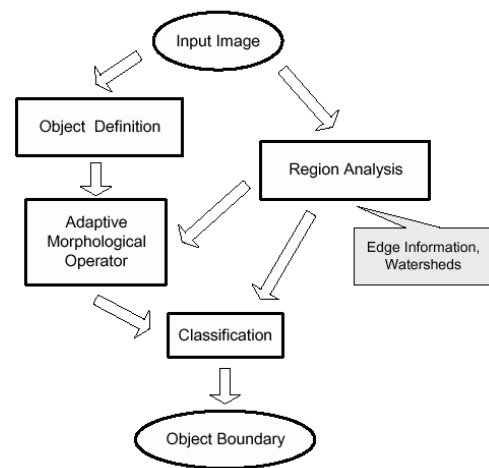 Input Image
Object Definition
Region Analysis
Adaptive
Morphological
Operator
Edge Information,
Watersheds
Classification
Object Boundary